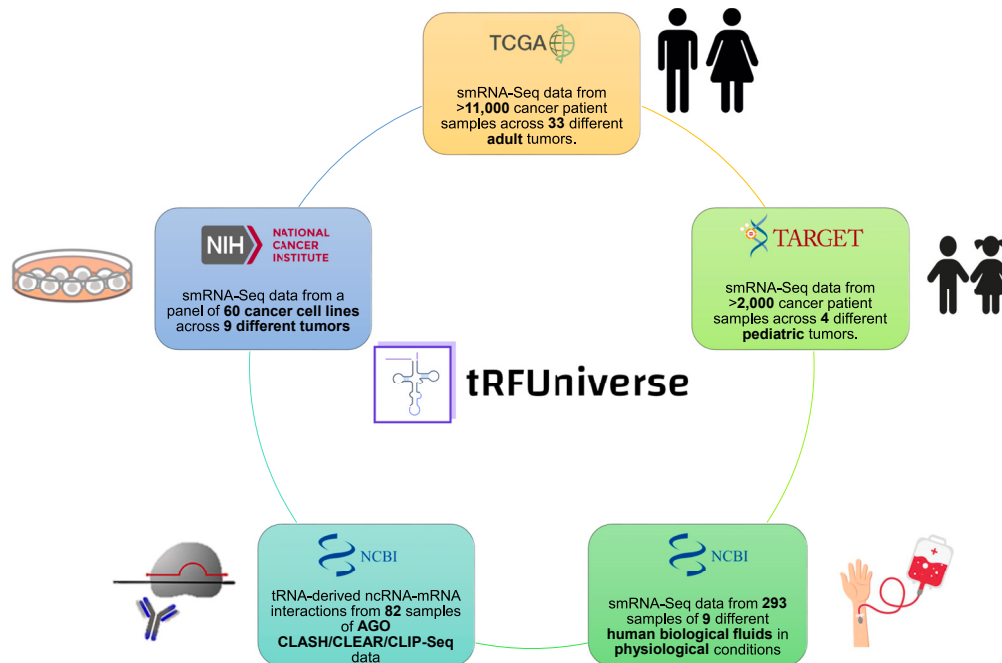 TCGA
smRNA-Seq data from
>11,000 cancer patient
samples across 33 different
adult tumors.
NIH
NATIONAL
CANCER
INSTITUTE
smRNA-Seq data from a
panel of 60 cancer cell lines
across 9 different tumors
TARGET
smRNA-Seq data from
>2,000 cancer patient
samples across 4 different
pediatric tumors.
tRFUniverse
NCBI
tRNA-derived ncRNA-mRNA
interactions from 82 samples
of AGO
CLASH/CLEAR/CLIP-Seq
data
NCBI
smRNA-Seq data from 293
samples of 9 different
human biological fluids in
physiological conditions